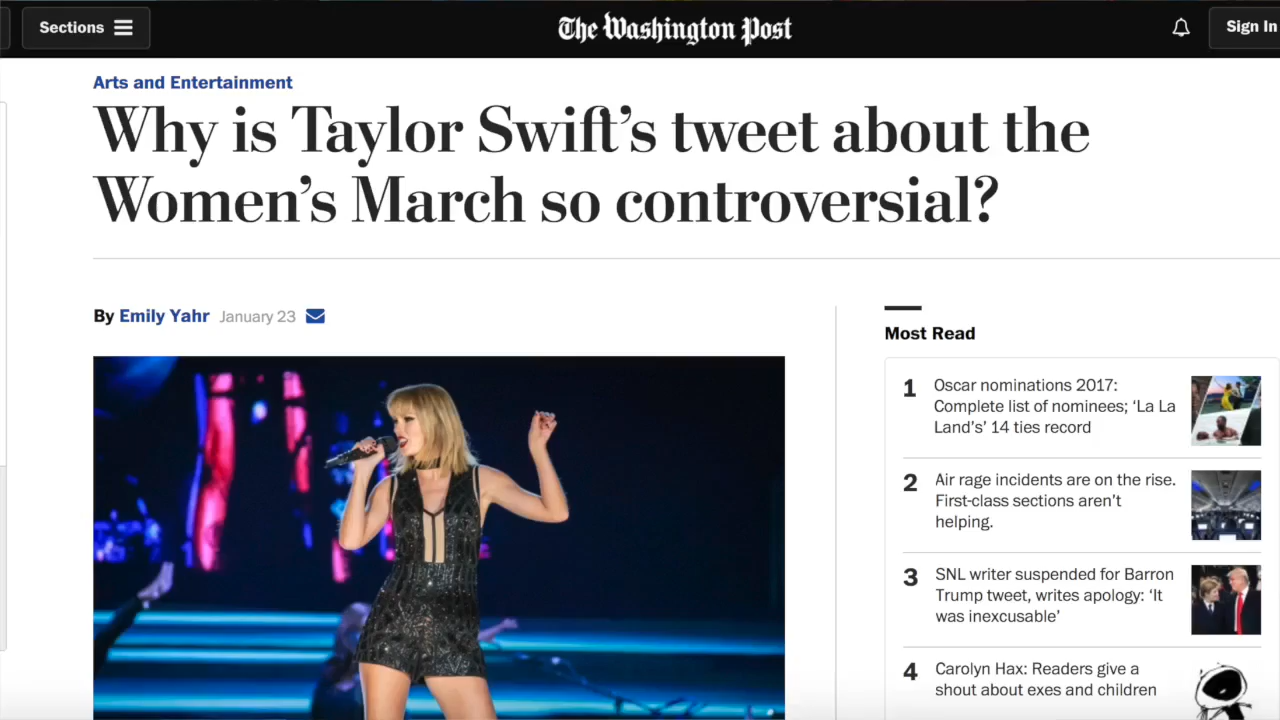 Sections
The Washington Post
Sign In
Arts and Entertainment
Why is Taylor Swift’s tweet about the
Women’s March so controversial?
By Emily Yahr January 23
Most Read
1 Oscar nominations 2017:
Complete list of nominees; ‘La La
Land’s’ 14 ties record
2 Air rage incidents are on the rise.
First-class sections aren’t
helping.
3 SNL writer suspended for Barron
Trump tweet, writes apology: ‘It
was inexcusable’
4 Carolyn Hax: Readers give a
shout about exes and children